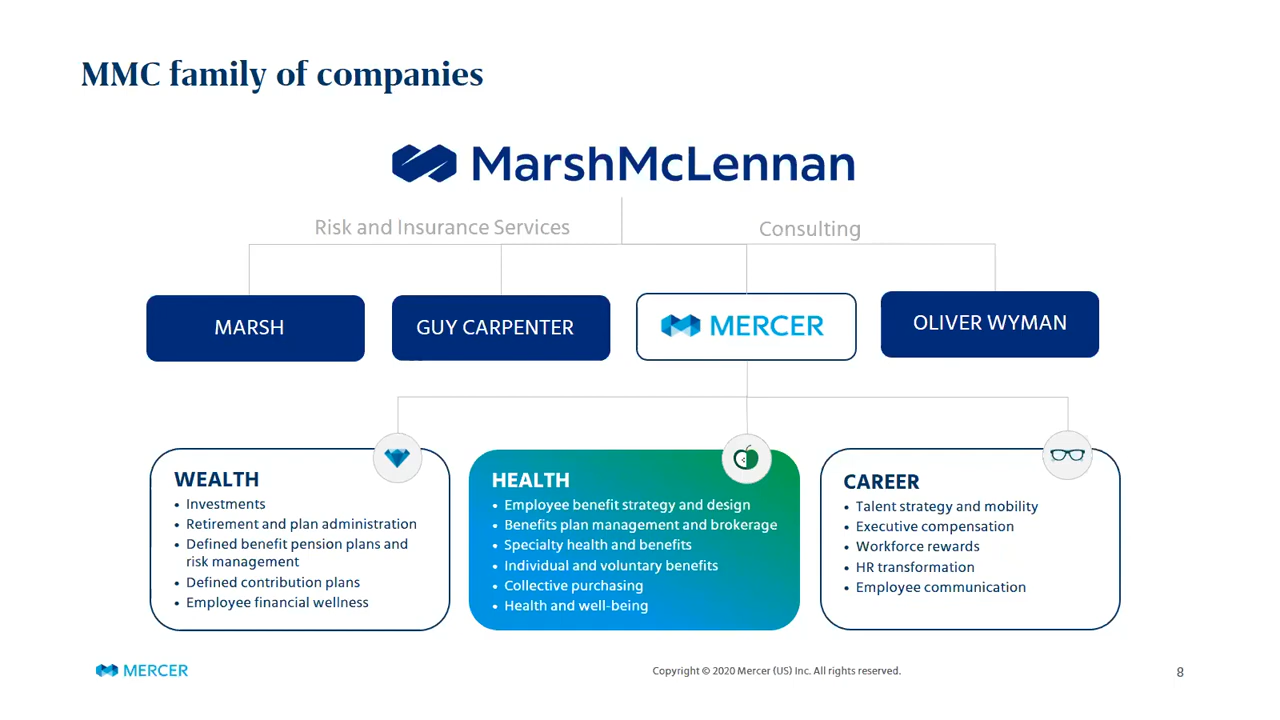 MMC family of companies
MarshMcLennan
Risk and Insurance Services
Consulting
MARSH
GUY CARPENTER
MERCER
OLIVER WYMAN
WEALTH
• Investments
• Retirement and plan administration
• Defined benefit pension plans and
risk management
• Defined contribution plans
• Employee financial wellness
HEALTH
• Employee benefit strategy and design
• Benefits plan management and brokerage
• Specialty health and benefits
• Individual and voluntary benefits
• Collective purchasing
• Health and well-being
CAREER
• Talent strategy and mobility
• Executive compensation
• Workforce rewards
• HR transformation
• Employee communication
MERCER
Copyright © 2020 Mercer (US) Inc. All rights reserved.
8